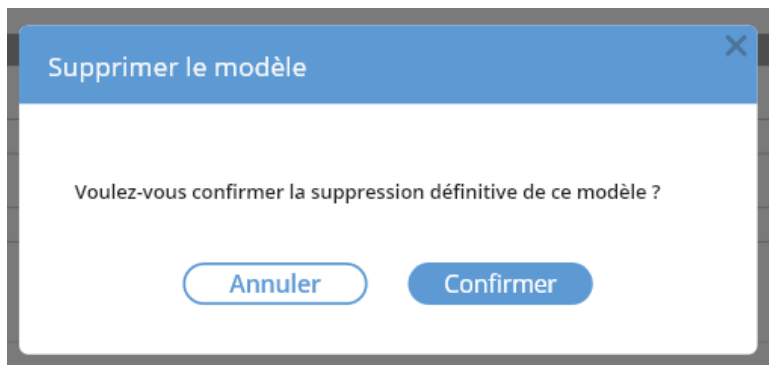 Supprimer le modèle
Voulez-vous confirmer la suppression définitive de ce modèle ?
Annuler Confirmer